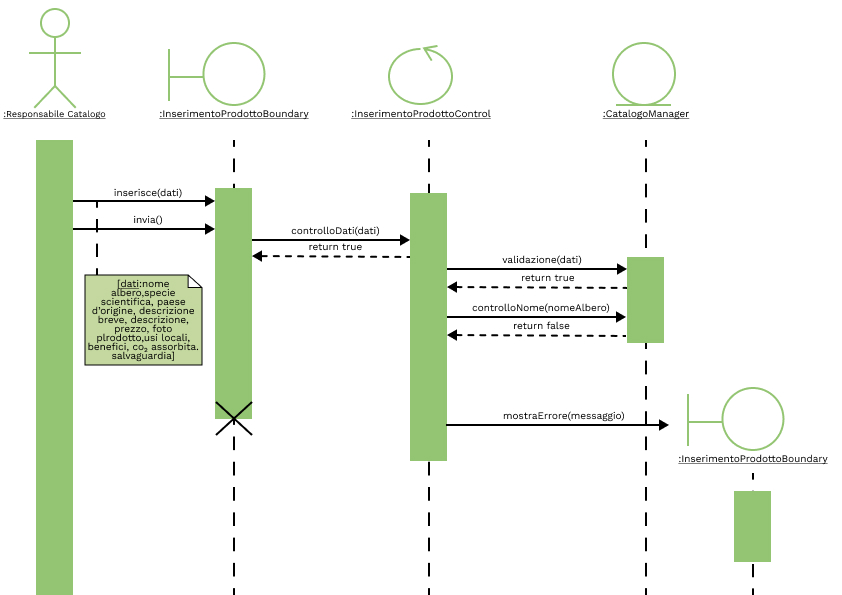 :Responsabile Catalogo
:InserimentoProdottoBoundary
:InserimentoProdottoControl
:CatalogoManager
inserisce(dati)
invia()
controlloDati(dati)
return true
validazione(dati)
return true
controlloNome(nomeAlbero)
return false
[dati:nome
albero,specie
scientifica, paese
d'origine, descrizione
breve, descrizione,
prezzo, foto
plrodotto,usi locali,
benefici, co₂ assorbita.
salvaguardia]
mostraErrore(messaggio)
:InserimentoProdottoBoundary